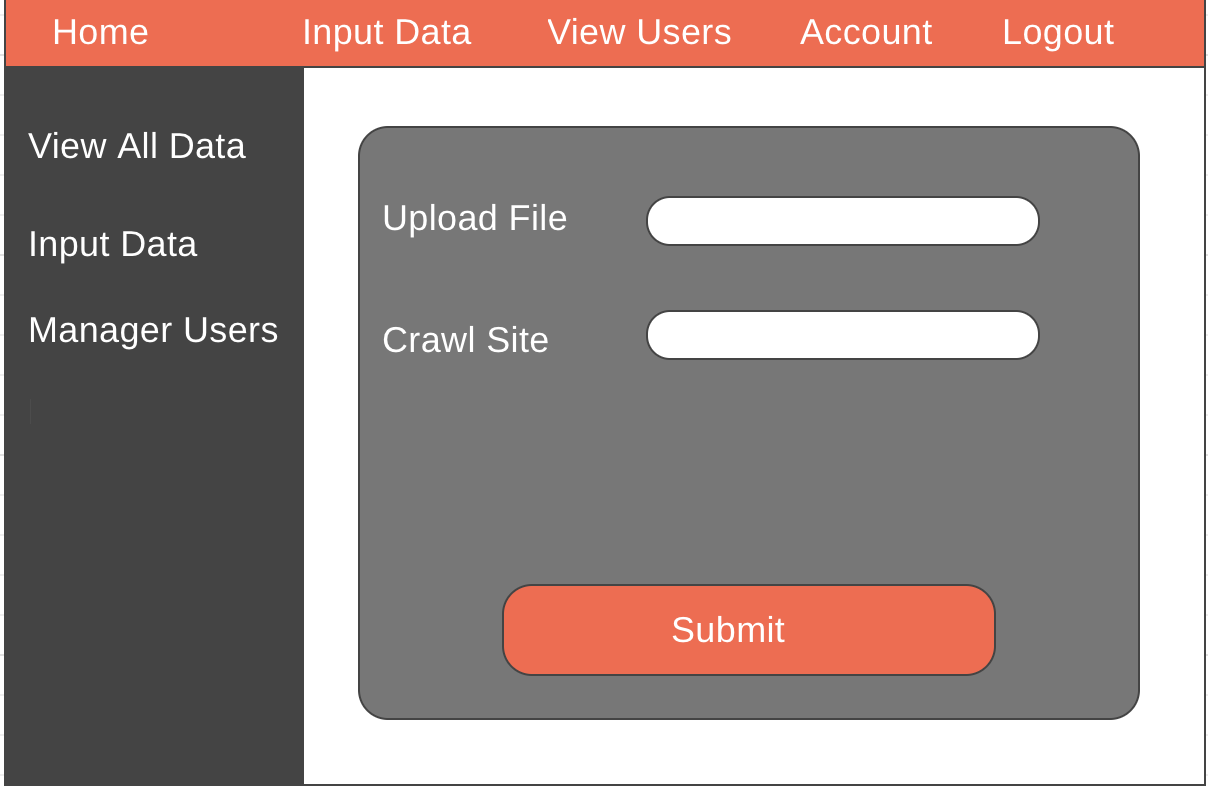 Home Input Data View Users Account Logout
View All Data
Input Data
Manager Users
Upload File
Crawl Site
Submit